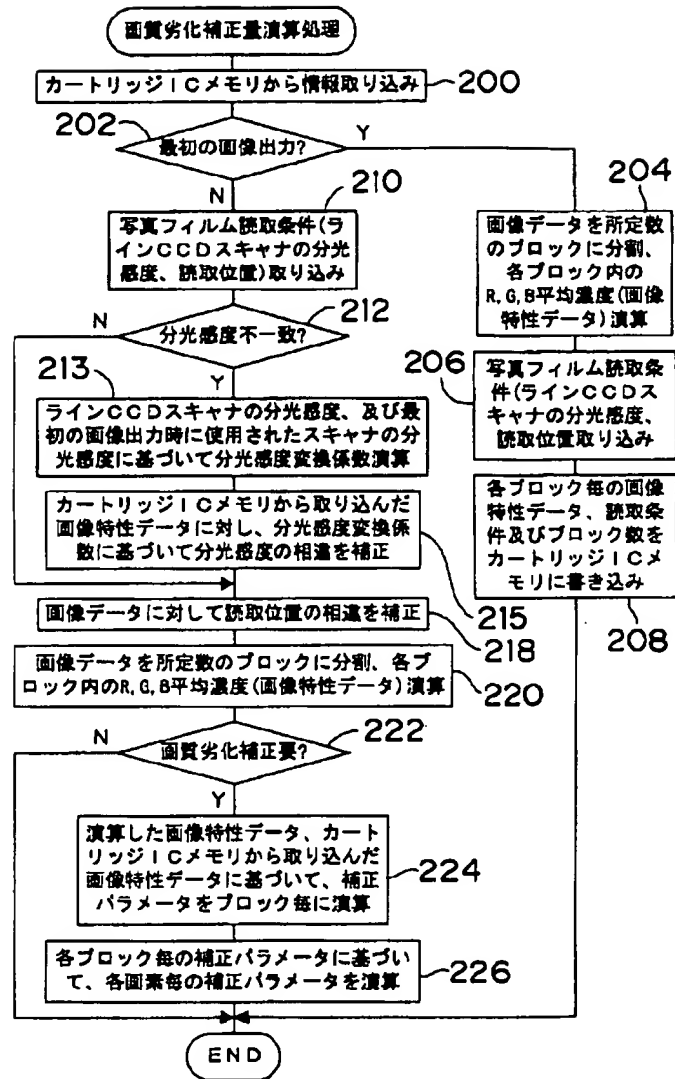 画質劣化補正量演算処理
カートリッジICメモリから情報取り込み
200
202
最初の画像出力?
Y
N
210
写真フィルム読取条件(ラ
インCCDスキャナの分光
感度、読取位置)取り込み
204
画像データを所定数
のブロックに分割、
各ブロック内の
R,G,B平均濃度(画像
特性データ)演算
N
分光感度不一致?
212
Y
213
ラインCCDスキャナの分光感度、及び最
初の画像出力時に使用されたスキャナの分
光感度に基づいて分光感度変換係数演算
206
写真フィルム読取条
件(ラインCCDス
キャナの分光感度、
読取位置取り込み
カートリッジICメモリから取り込んだ
画像特性データに対し、分光感度変換係
数に基づいて分光感度の相違を補正
215
各ブロック毎の画像
特性データ、読取条
件及びブロック数を
カートリッジICメ
モリに書き込み
208
画像データに対して読取位置の相違を補正
218
画像データを所定数のブロックに分割、各ブ
ロック内のR,G,B平均濃度(画像特性データ)演算
220
N
画質劣化補正要?
222
Y
演算した画像特性データ、カート
リッジICメモリから取り込んだ
画像特性データに基づいて、補正
パラメータをブロック毎に演算
224
各ブロック毎の補正パラメータに基づい
て、各画素毎の補正パラメータを演算
226
END